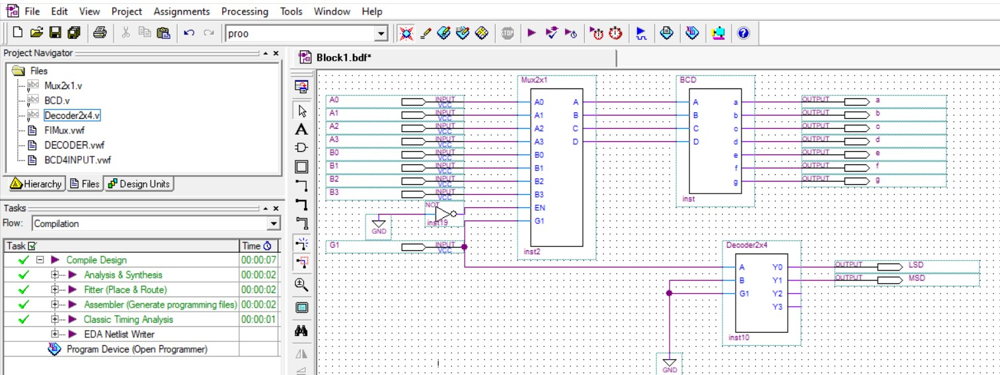 File Edit View Project Assignments Processing Tools Window Help
proo
STOP
Project Navigator
Files
abc Mux2x1.v
abc BCD.v
abc Decoder2x4.v
FIMux.vwf
DECODER.vwf
BCD4INPUT.vwf
Hierarchy Files Design Units
Tasks
Flow: Compilation
Task Time
Compile Design 00:00:07
Analysis & Synthesis 00:00:02
Fitter (Place & Route) 00:00:02
Assembler (Generate programming files) 00:00:02
Classic Timing Analysis 00:00:01
EDA Netlist Writer
Program Device (Open Programmer)
Block1.bdf*
A
Mux2x1 BCD
A0 INPUT VCC A0 A A a OUTPUT a
A1 INPUT VCC A1 B B b OUTPUT b
A2 INPUT VCC A2 C C c OUTPUT c
A3 INPUT VCC A3 D D d OUTPUT d
B0 INPUT VCC B0 e OUTPUT e
B1 INPUT VCC B1 f OUTPUT f
B2 INPUT VCC B2 g OUTPUT g
B3 INPUT VCC B3
inst
NOT EN
inst19 G1
GND
G1 INPUT VCC
inst2
Decoder2x4
A Y0 OUTPUT LSD
B Y1 OUTPUT MSD
G1 Y2
Y3
inst10
GND